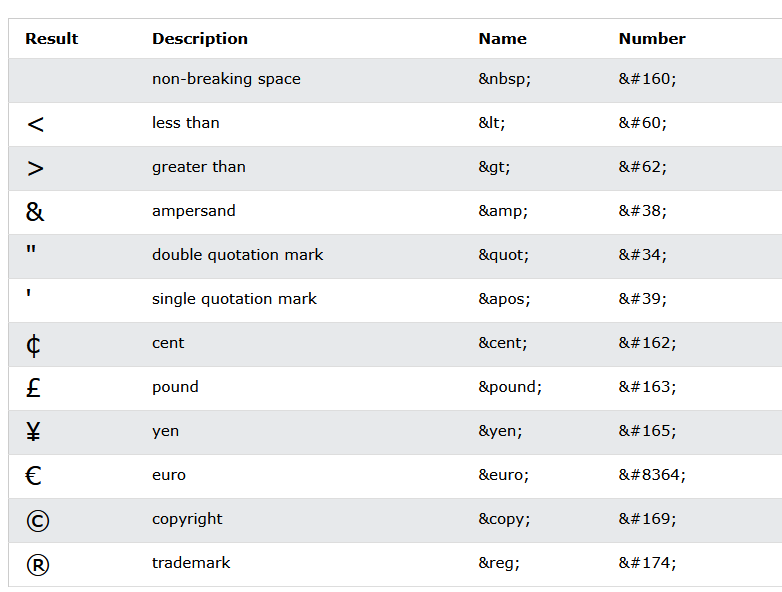 Result Description Name Number
non-breaking space &nbsp; &#160;
< less than &lt; &#60;
> greater than &gt; &#62;
& ampersand &amp; &#38;
" double quotation mark &quot; &#34;
' single quotation mark &apos; &#39;
¢ cent &cent; &#162;
£ pound &pound; &#163;
¥ yen &yen; &#165;
€ euro &euro; &#8364;
© copyright &copy; &#169;
® trademark &reg; &#174;